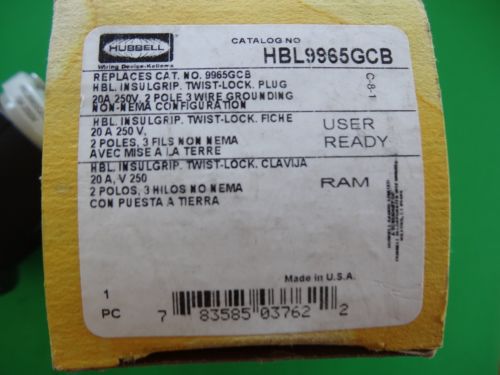 HUBBELL
Wiring Device-Kellems
CATALOG NO
HBL9965GCB
REPLACES CAT. NO. 9965GCB
HBL. INSULGRIP. TWIST-LOCK. PLUG
20A 250V, 2 POLE 3 WIRE GROUNDING
NON-NEMA CONFIGURATION
C-8-1
HBL. INSULGRIP. TWIST-LOCK. FICHE
20 A 250 V,
2 POLES, 3 FILS NON NEMA
AVEC MISE A LA TERRE
USER
READY
HBL. INSULGRIP. TWIST-LOCK. CLAVIJA
20 A, V 250
2 POLOS, 3 HILOS NO NEMA
CON PUESTA A TIERRA
RAM
Made in U.S.A.
1
PC
7 83585 03762 2